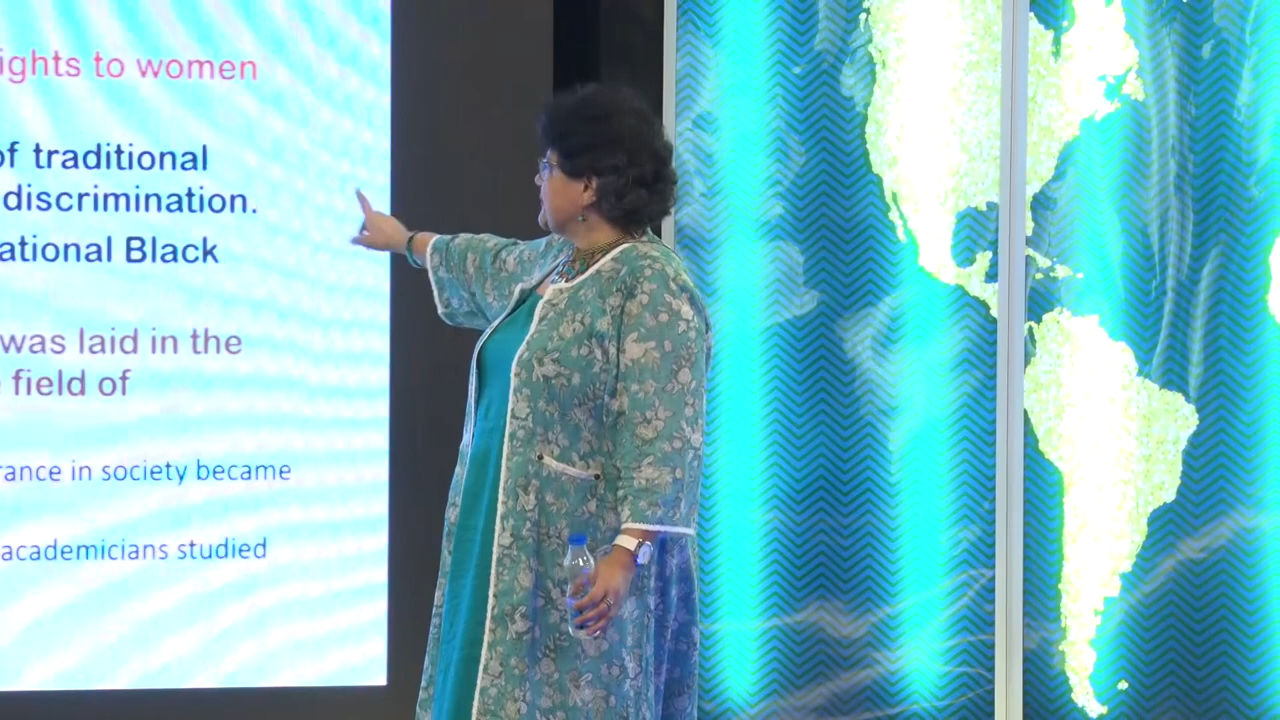 ights to women
of traditional
discrimination.
ational Black
was laid in the
field of
rance in society became
academicians studied